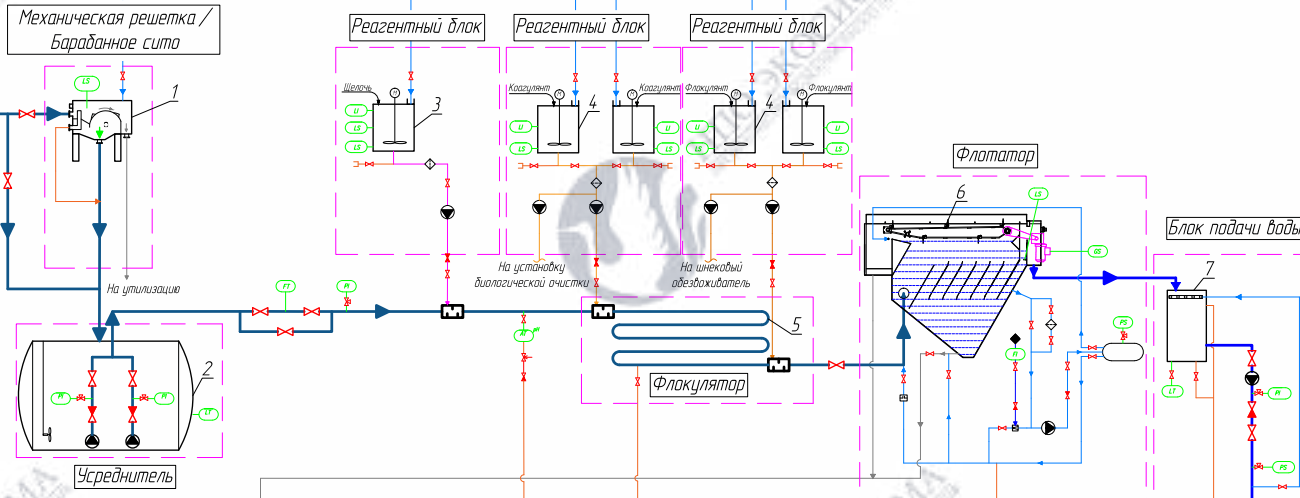 Механическая решетка /
Барабанное сито
Реагентный блок
Реагентный блок
Реагентный блок
LS
1
Щелочь
M
3
LI
LS
LS
Коагулянт
M
4
M
Коагулянт
LI
LS
LI
LS
Флокулянт
M
4
M
Флокулянт
LI
LS
LI
LS
На утилизацию
На установку
биологической очистки
На шнековый
обезвоживатель
Флотатор
6
LS
GS
Блок подачи воды
7
FT
PI
pH
5
Флокулятор
FI
LT
PI
PS
2
PI
PI
LT
Усреднитель